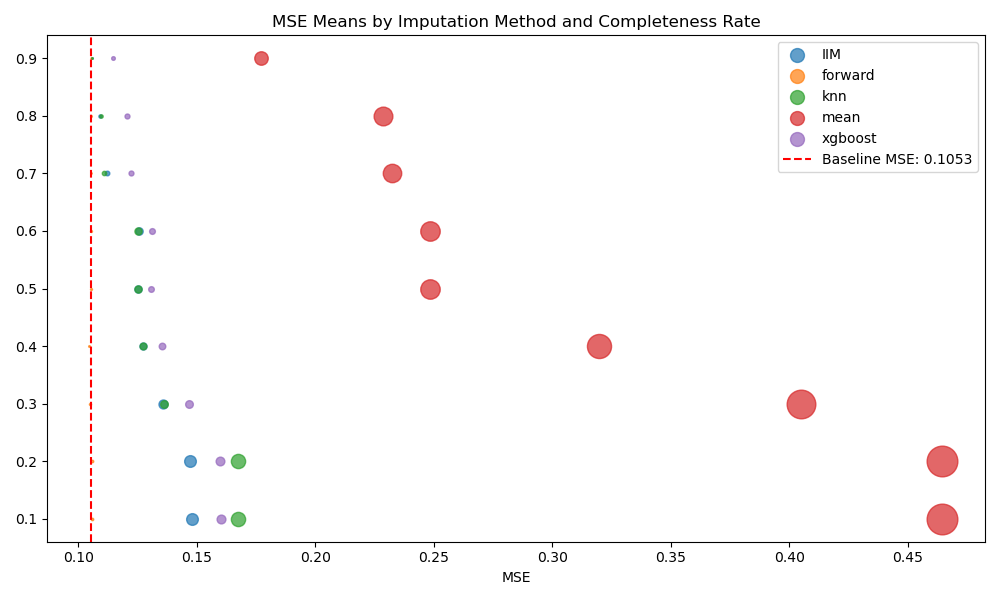 MSE Means by Imputation Method and Completeness Rate
IIM
forward
knn
mean
xgboost
Baseline MSE: 0.1053
0.9
0.8
0.7
0.6
0.5
0.4
0.3
0.2
0.1
0.10 0.15 0.20 0.25 0.30 0.35 0.40 0.45
MSE